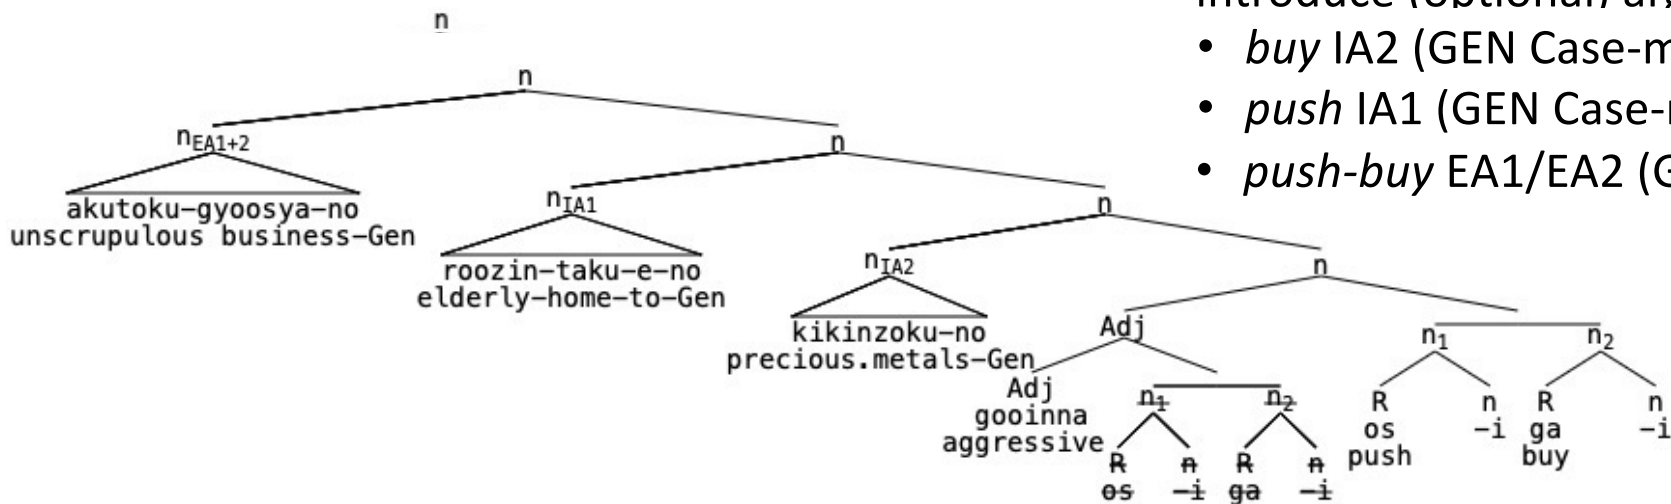 introduce (optional) arg
• buy IA2 (GEN Case-m
• push IA1 (GEN Case-
• push-buy EA1/EA2 (G
n
n
nEA1+2
n
akutoku-gyoosya-no
unscrupulous business-Gen
nIA1
n
roozin-taku-e-no
elderly-home-to-Gen
nIA2
n
kikinzoku-no
precious.metals-Gen
Adj
n1 n2
Adj
gooinna
aggressive
n1 n2
R n R n
os -i ga -i
push buy
R n R n
os -i ga -i